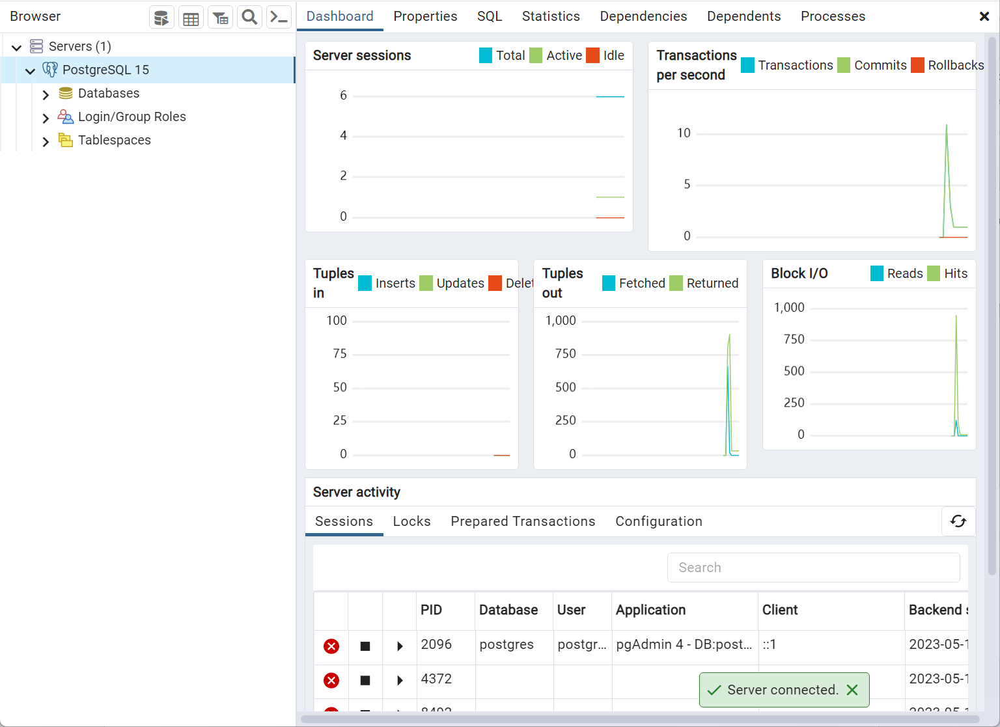 Browser
Dashboard Properties SQL Statistics Dependencies Dependents Processes
Servers (1)
PostgreSQL 15
Databases
Login/Group Roles
Tablespaces
Server sessions
Total Active Idle
6
4
2
0
Transactions
per second
Transactions Commits Rollbacks
10
5
0
Tuples
in
Inserts Updates Delet
100
75
50
25
0
Tuples
out
Fetched Returned
1,000
750
500
250
0
Block I/O
Reads Hits
1,000
750
500
250
0
Server activity
Sessions Locks Prepared Transactions Configuration
Search
PID Database User Application Client Backend s
2096 postgres postgr... pgAdmin 4 - DB:post... ::1 2023-05-1
4372 2023-05-1
Server connected.